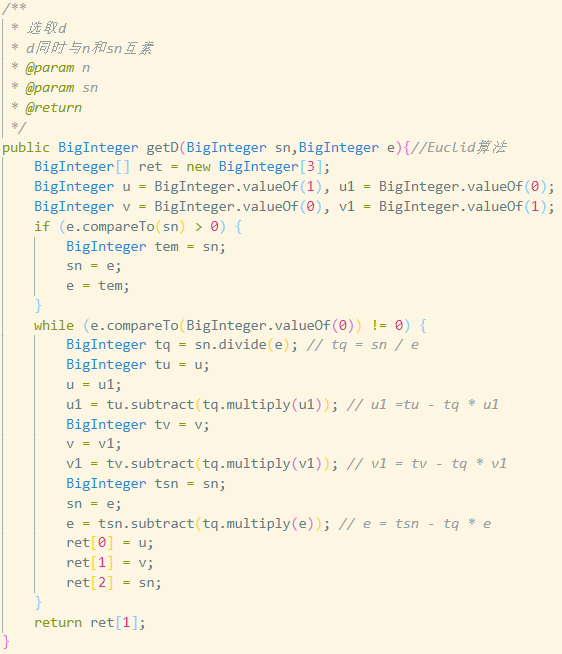 /**
 * 选取d
 * d同时与n和sn互素
 * @param n
 * @param sn
 * @return
 */
public BigInteger getD(BigInteger sn,BigInteger e){//Euclid算法
    BigInteger[] ret = new BigInteger[3];
    BigInteger u = BigInteger.valueOf(1), u1 = BigInteger.valueOf(0);
    BigInteger v = BigInteger.valueOf(0), v1 = BigInteger.valueOf(1);
    if (e.compareTo(sn) > 0) {
        BigInteger tem = sn;
        sn = e;
        e = tem;
    }
    while (e.compareTo(BigInteger.valueOf(0)) != 0) {
        BigInteger tq = sn.divide(e); // tq = sn / e
        BigInteger tu = u;
        u = u1;
        u1 = tu.subtract(tq.multiply(u1)); // u1 =tu - tq * u1
        BigInteger tv = v;
        v = v1;
        v1 = tv.subtract(tq.multiply(v1)); // v1 = tv - tq * v1
        BigInteger tsn = sn;
        sn = e;
        e = tsn.subtract(tq.multiply(e)); // e = tsn - tq * e
        ret[0] = u;
        ret[1] = v;
        ret[2] = sn;
    }
    return ret[1];
}